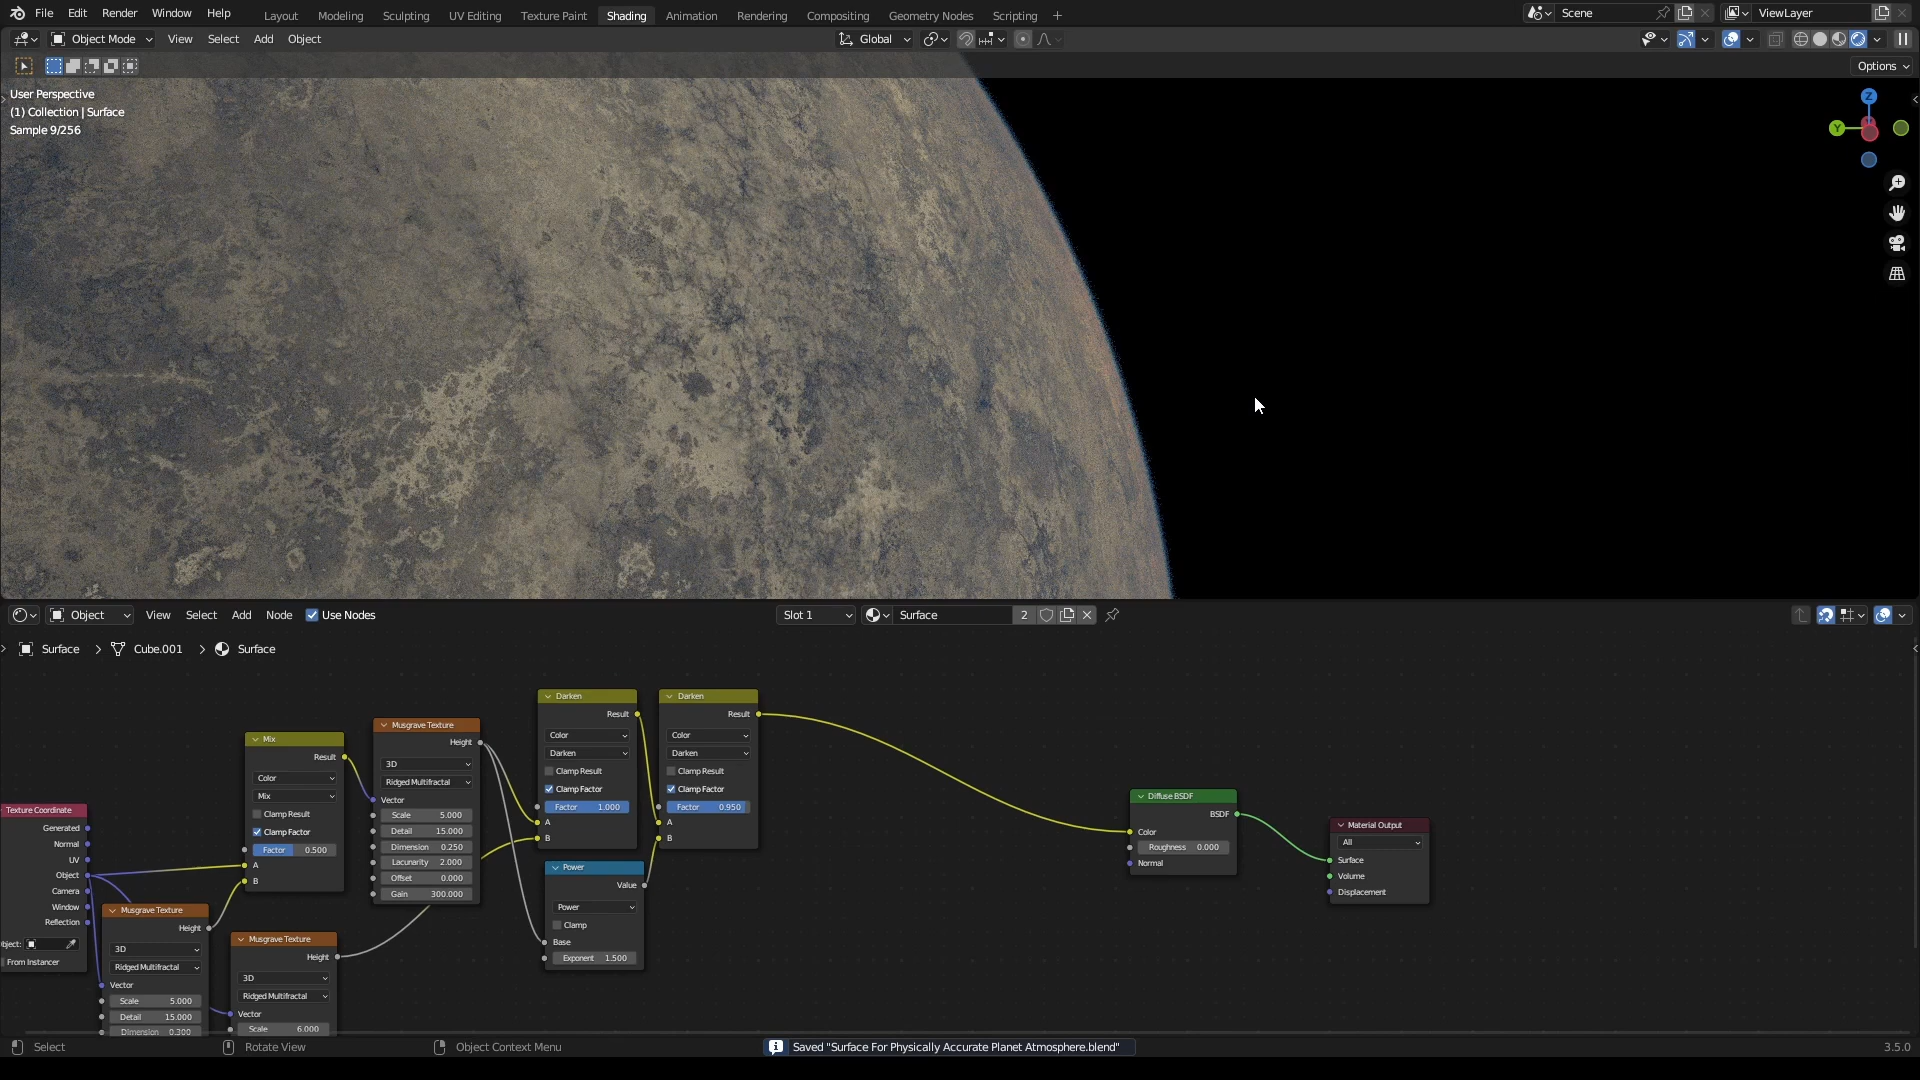 File Edit Render Window Help Layout Modeling Sculpting UV Editing Texture Paint Shading Animation Rendering Compositing Geometry Nodes Scripting + Scene ViewLayer
Object Mode View Select Add Object Global
Options
User Perspective
(1) Collection | Surface
Sample 9/256
Z
Y
Object View Select Add Node Use Nodes Slot 1 Surface 2
Surface > Cube.001 > Surface
Texture Coordinate
Generated
Normal
UV
Object
Camera
Window
Reflection
From Instancer
Musgrave Texture
Height
3D
Ridged Multifractal
Vector
Scale 5.000
Detail 15.000
Dimension 0.300
Mix
Result
Color
Mix
Clamp Result
Clamp Factor
Factor 0.500
A
B
Musgrave Texture
Height
3D
Ridged Multifractal
Vector
Scale 6.000
Musgrave Texture
Height
3D
Ridged Multifractal
Vector
Scale 5.000
Detail 15.000
Dimension 0.250
Lacunarity 2.000
Offset 0.000
Gain 300.000
Darken
Result
Color
Darken
Clamp Result
Clamp Factor
Factor 1.000
A
B
Power
Value
Power
Clamp
Base
Exponent 1.500
Darken
Result
Color
Darken
Clamp Result
Clamp Factor
Factor 0.950
A
B
Diffuse BSDF
BSDF
Color
Roughness 0.000
Normal
Material Output
All
Surface
Volume
Displacement
Select Rotate View Object Context Menu Saved "Surface For Physically Accurate Planet Atmosphere.blend" 3.5.0